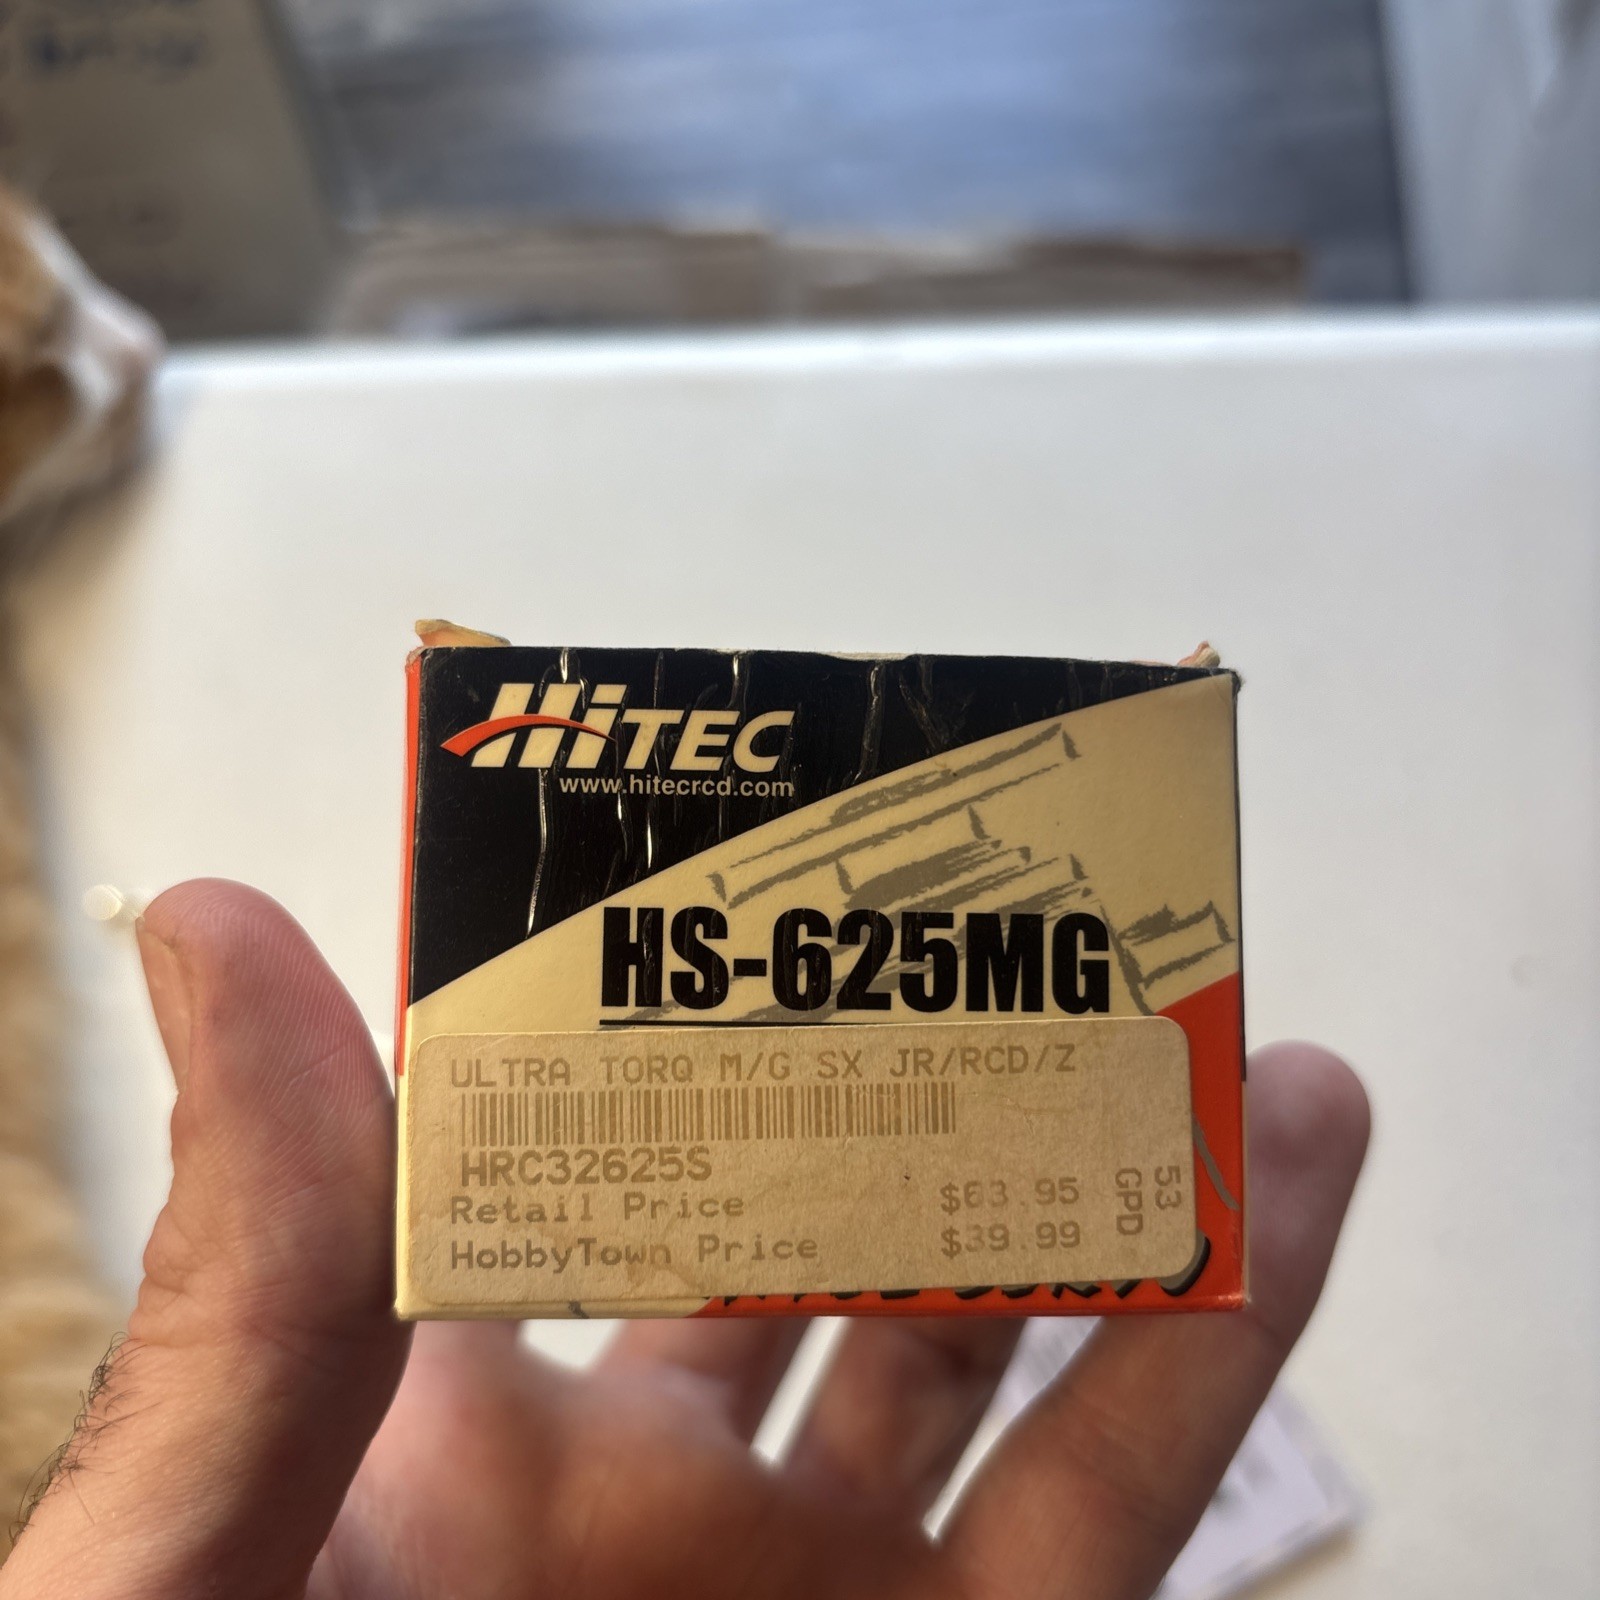 HiTEC
www.hitecrcd.com
HS-625MG
ULTRA TORQ M/G SX JR/RCD/Z
HRC32625S
Retail Price $63.95
HobbyTown Price $39.99
53
GPD